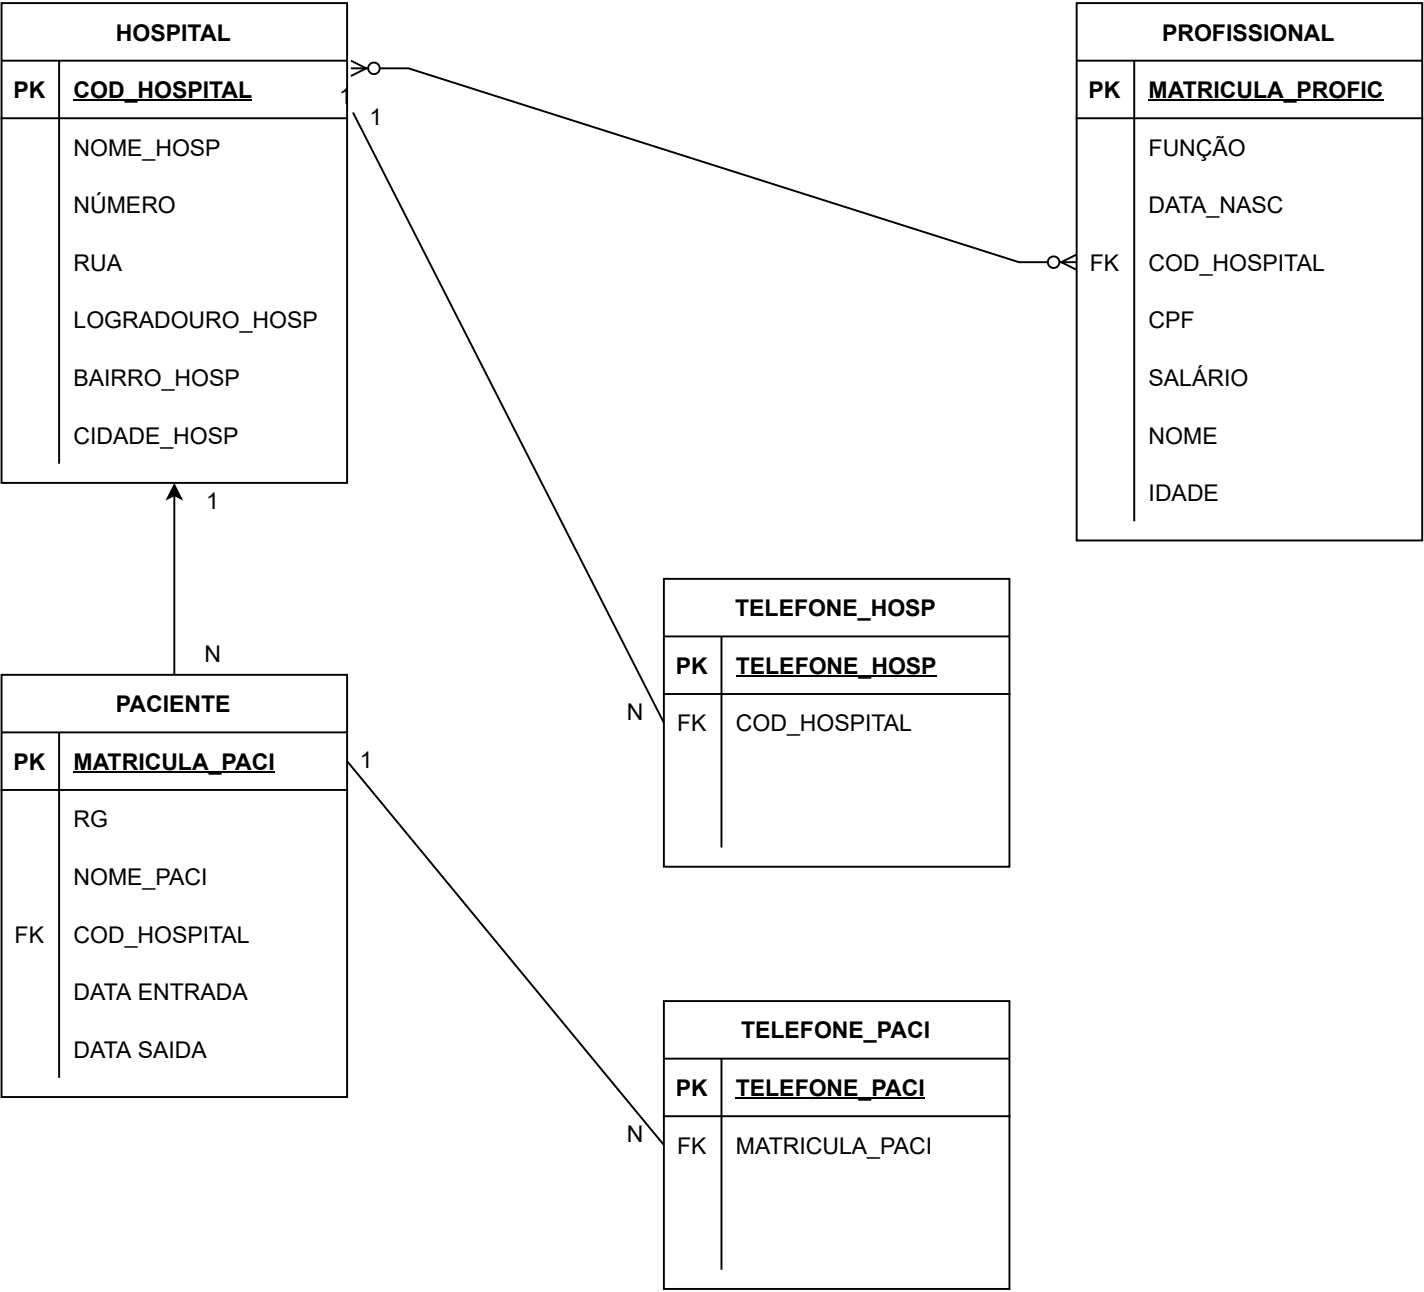 HOSPITAL
PK COD_HOSPITAL
1
1
NOME_HOSP
NÚMERO
RUA
LOGRADOURO_HOSP
BAIRRO_HOSP
CIDADE_HOSP
1
PROFISSIONAL
PK MATRICULA_PROFIC
FUNÇÃO
DATA_NASC
FK COD_HOSPITAL
CPF
SALÁRIO
NOME
IDADE
TELEFONE_HOSP
PK TELEFONE_HOSP
N FK COD_HOSPITAL
N
PACIENTE
PK MATRICULA_PACI 1
RG
NOME_PACI
FK COD_HOSPITAL
DATA ENTRADA
DATA SAIDA
TELEFONE_PACI
PK TELEFONE_PACI
N FK MATRICULA_PACI